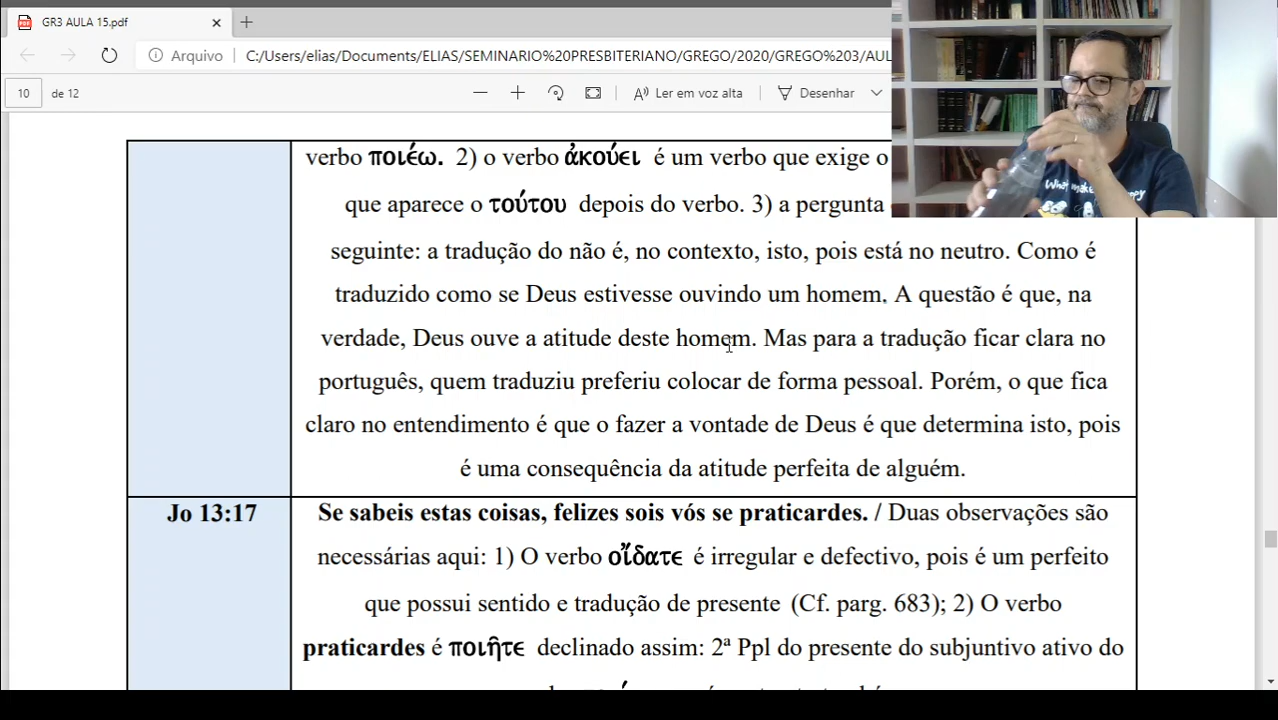 GR3 AULA 15.pdf
Arquivo
C:/Users/elias/Documents/ELIAS/SEMINARIO%20PRESBITERIANO/GREGO/2020/GREGO%203/AUL
10 de 12
Ler em voz alta
Desenhar
verbo ποιέω. 2) o verbo ἀκούει é um verbo que exige o
que aparece o τούτου depois do verbo. 3) a pergunta
seguinte: a tradução do não é, no contexto, isto, pois está no neutro. Como é
traduzido como se Deus estivesse ouvindo um homem. A questão é que, na
verdade, Deus ouve a atitude deste homem. Mas para a tradução ficar clara no
português, quem traduziu preferiu colocar de forma pessoal. Porém, o que fica
claro no entendimento é que o fazer a vontade de Deus é que determina isto, pois
é uma consequência da atitude perfeita de alguém.
Jo 13:17
Se sabeis estas coisas, felizes sois vós se praticardes. / Duas observações são
necessárias aqui: 1) O verbo οἴδατε é irregular e defectivo, pois é um perfeito
que possui sentido e tradução de presente (Cf. parg. 683); 2) O verbo
praticardes é ποιῆτε declinado assim: 2ª Ppl do presente do subjuntivo ativo do